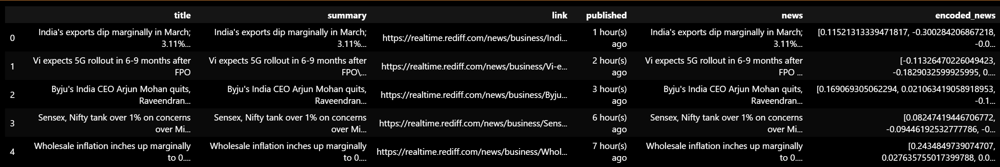 title summary link published news encoded_news
0 India's exports dip marginally in March; 3.11%... India's exports dip marginally in March; 3.11%... https://realtime.rediff.com/news/business/Indi... 1 hour(s) ago India's exports dip marginally in March; 3.11%... [0.11521313339471817, -0.300284206867218, -0.0...
1 Vi expects 5G rollout in 6-9 months after FPO Vi expects 5G rollout in 6-9 months after FPO\... https://realtime.rediff.com/news/business/Vi-e... 2 hour(s) ago Vi expects 5G rollout in 6-9 months after FPO ... [-0.11326470226049423, -0.1829032599925995, 0....
2 Byju's India CEO Arjun Mohan quits, Raveendran... Byju's India CEO Arjun Mohan quits, Raveendran... https://realtime.rediff.com/news/business/Byju... 3 hour(s) ago Byju's India CEO Arjun Mohan quits, Raveendran... [0.169069305062294, 0.021063419058918953, -0.1...
3 Sensex, Nifty tank over 1% on concerns over Mi... Sensex, Nifty tank over 1% on concerns over Mi... https://realtime.rediff.com/news/business/Sens... 6 hour(s) ago Sensex, Nifty tank over 1% on concerns over Mi... [0.08247419446706772, -0.09446192532777786, -0...
4 Wholesale inflation inches up marginally to 0.... Wholesale inflation inches up marginally to 0.... https://realtime.rediff.com/news/business/Whol... 7 hour(s) ago Wholesale inflation inches up marginally to 0.... [0.2434849739074707, 0.027635755017399788, 0.0...